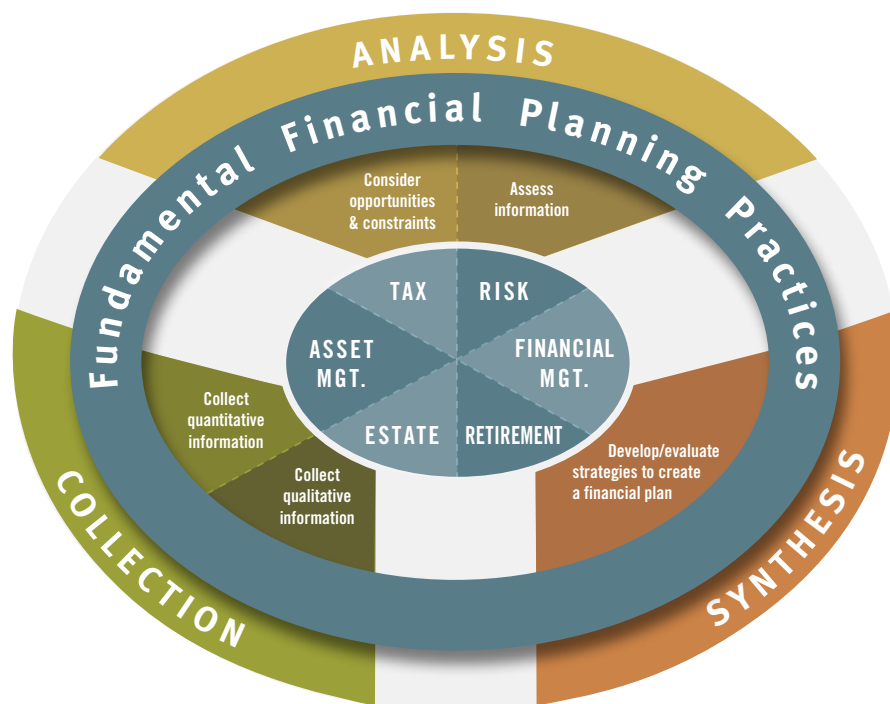 ANALYSIS
Fundamental Financial Planning Practices
Consider
opportunities
& constraints
Assess
information
TAX
RISK
ASSET
MGT.
FINANCIAL
MGT.
ESTATE
RETIREMENT
Collect
quantitative
information
Collect
qualitative
information
Develop/evaluate
strategies to create
a financial plan
COLLECTION
SYNTHESIS